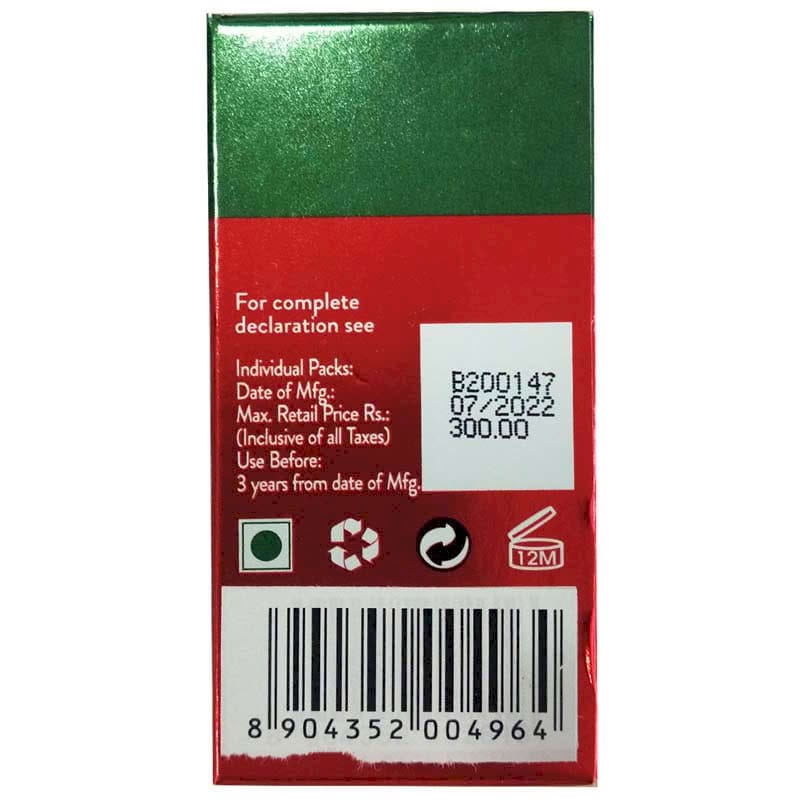 For complete
declaration see
Individual Packs:
Date of Mfg.:
Max. Retail Price Rs.:
(Inclusive of all Taxes)
Use Before:
3 years from date of Mfg.
B200147
07/2022
300.00
12M
8 904352 004964